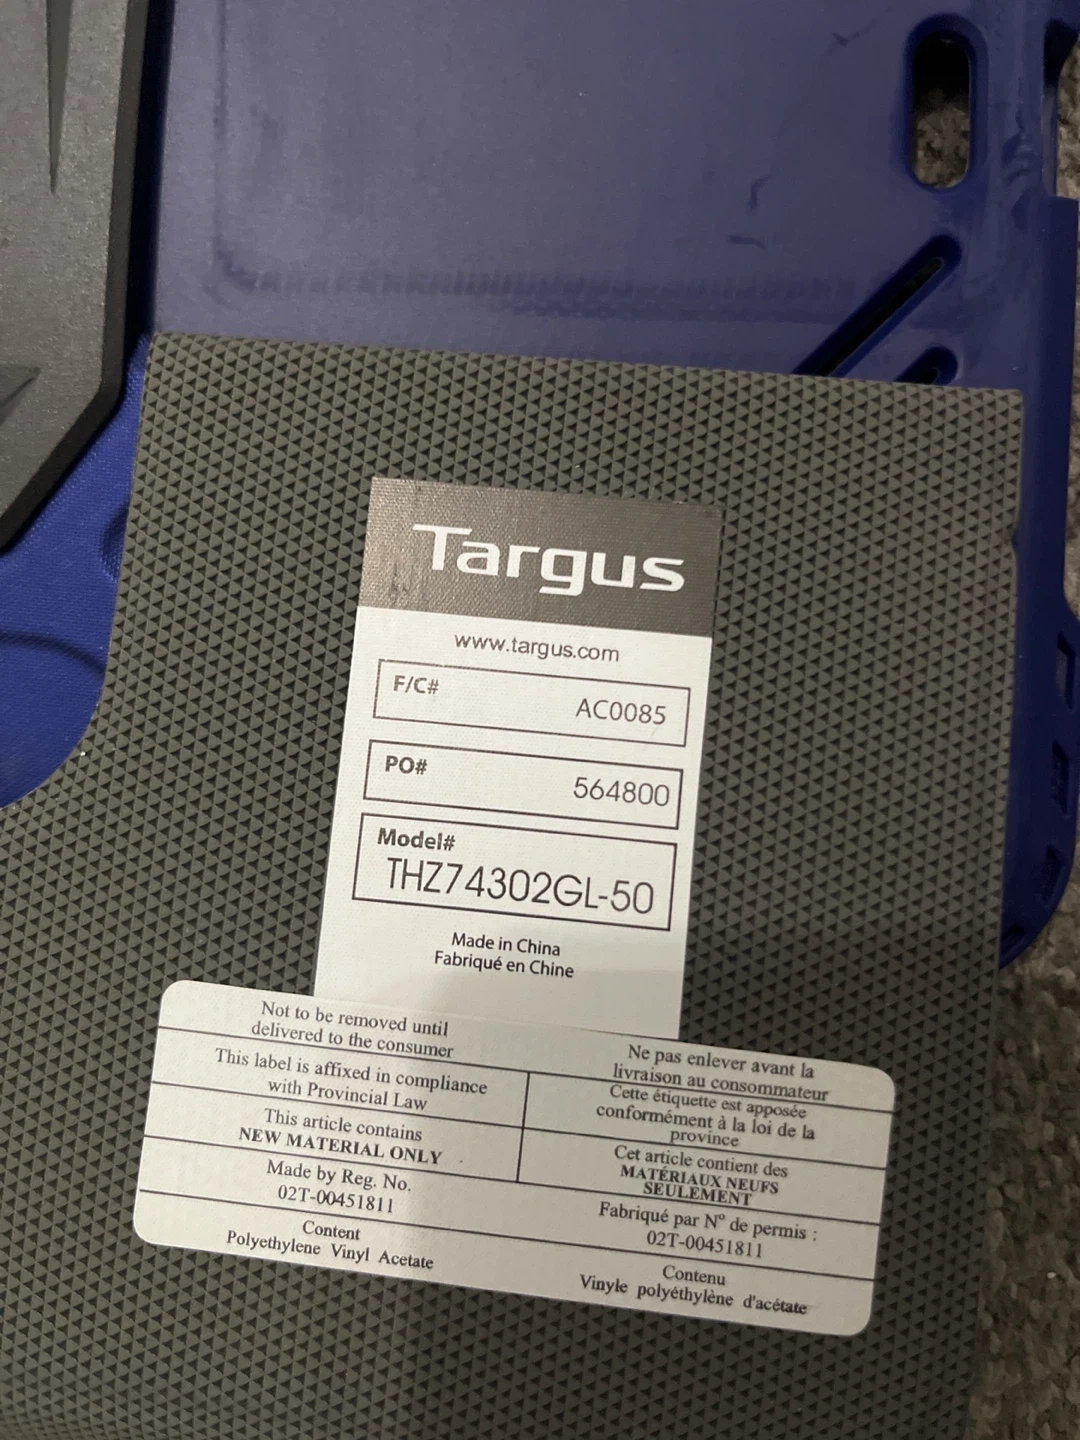 Targus
www.targus.com
F/C#
AC0085
PO#
564800
Model#
THZ74302GL-50
Made in China
Fabriqué en Chine
Not to be removed until
delivered to the consumer
This label is affixed in compliance
with Provincial Law
This article contains
NEW MATERIAL ONLY
Made by Reg. No.
02T-00451811
Content
Polyethylene Vinyl Acetate
Ne pas enlever avant la
livraison au consommateur
Cette étiquette est apposée
conformément à la loi de la
province
Cet article contient des
MATÉRIAUX NEUFS
SEULEMENT
Fabriqué par N° de permis :
02T-00451811
Contenu
Vinyle polyéthylène d'acétate